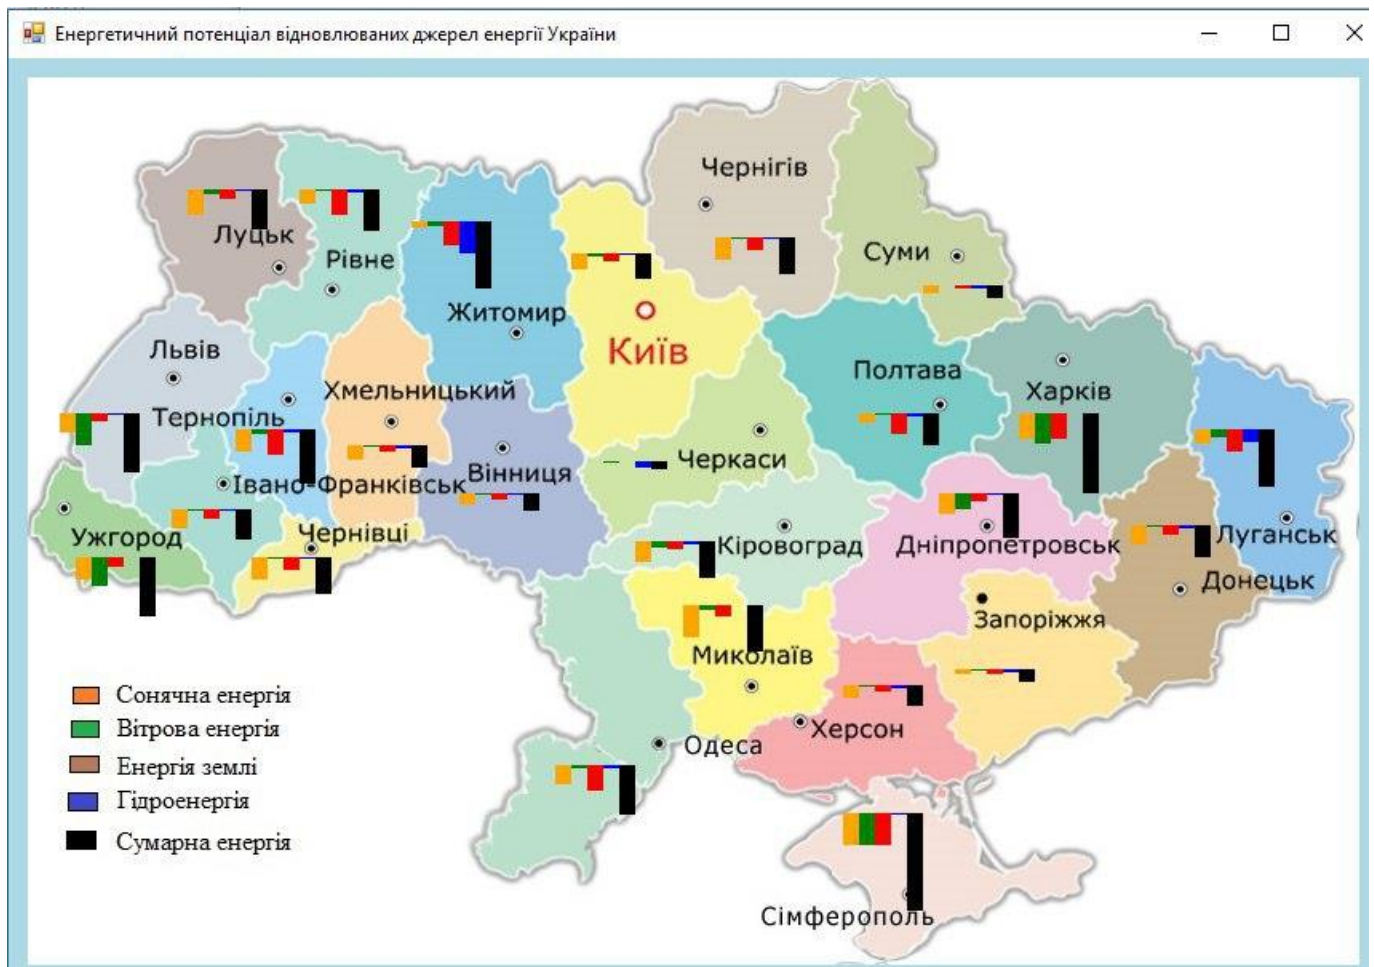 Енергетичний потенціал відновлюваних джерел енергії України
Чернігів
Луцьк
Рівне
Суми
Житомир
Київ
Львів
Хмельницький
Полтава
Харків
Тернопіль
Вінниця
Черкаси
Івано-Франківськ
Ужгород
Чернівці
Кіровоград
Дніпропетровськ
Луганськ
Донецьк
Запоріжжя
Миколаїв
Херсон
Одеса
Сонячна енергія
Вітрова енергія
Енергія землі
Гідроенергія
Сумарна енергія
Сімферополь